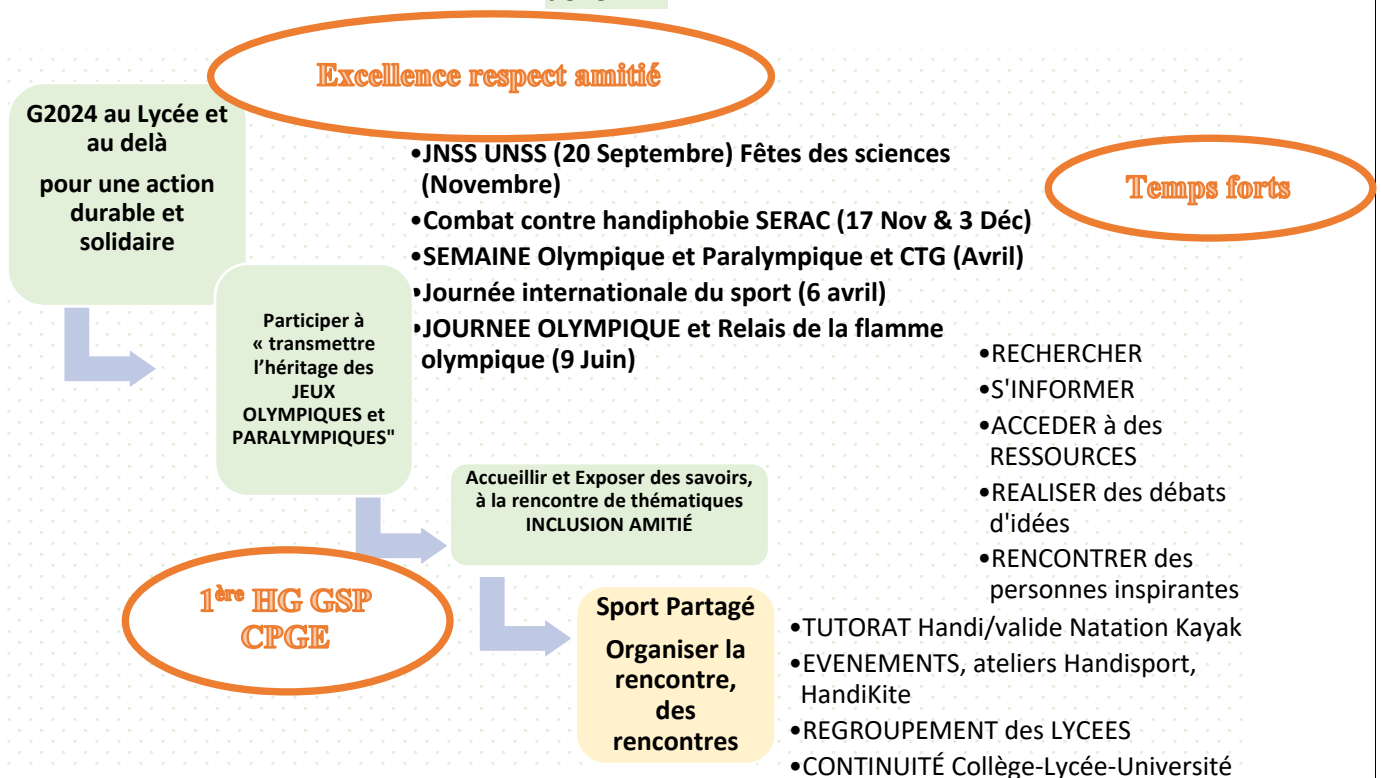 Excellence respect amitié
G2024 au Lycée et
au delà
pour une action
durable et
solidaire
•JNSS UNSS (20 Septembre) Fêtes des sciences
(Novembre)
•Combat contre handiphobie SERAC (17 Nov & 3 Déc)
•SEMAINE Olympique et Paralympique et CTG (Avril)
•Journée internationale du sport (6 avril)
•JOURNEE OLYMPIQUE et Relais de la flamme
olympique (9 Juin)
Temps forts
Participer à
« transmettre
l'héritage des
JEUX
OLYMPIQUES et
PARALYMPIQUES"
•RECHERCHER
•S'INFORMER
•ACCEDER à des
RESSOURCES
•REALISER des débats
d'idées
•RENCONTRER des
personnes inspirantes
Accueillir et Exposer des savoirs,
à la rencontre de thématiques
INCLUSION AMITIÉ
1ère HG GSP
CPGE
Sport Partagé
Organiser la
rencontre,
des
rencontres
•TUTORAT Handi/valide Natation Kayak
•EVENEMENTS, ateliers Handisport,
HandiKite
•REGROUPEMENT des LYCEES
•CONTINUITÉ Collège-Lycée-Université